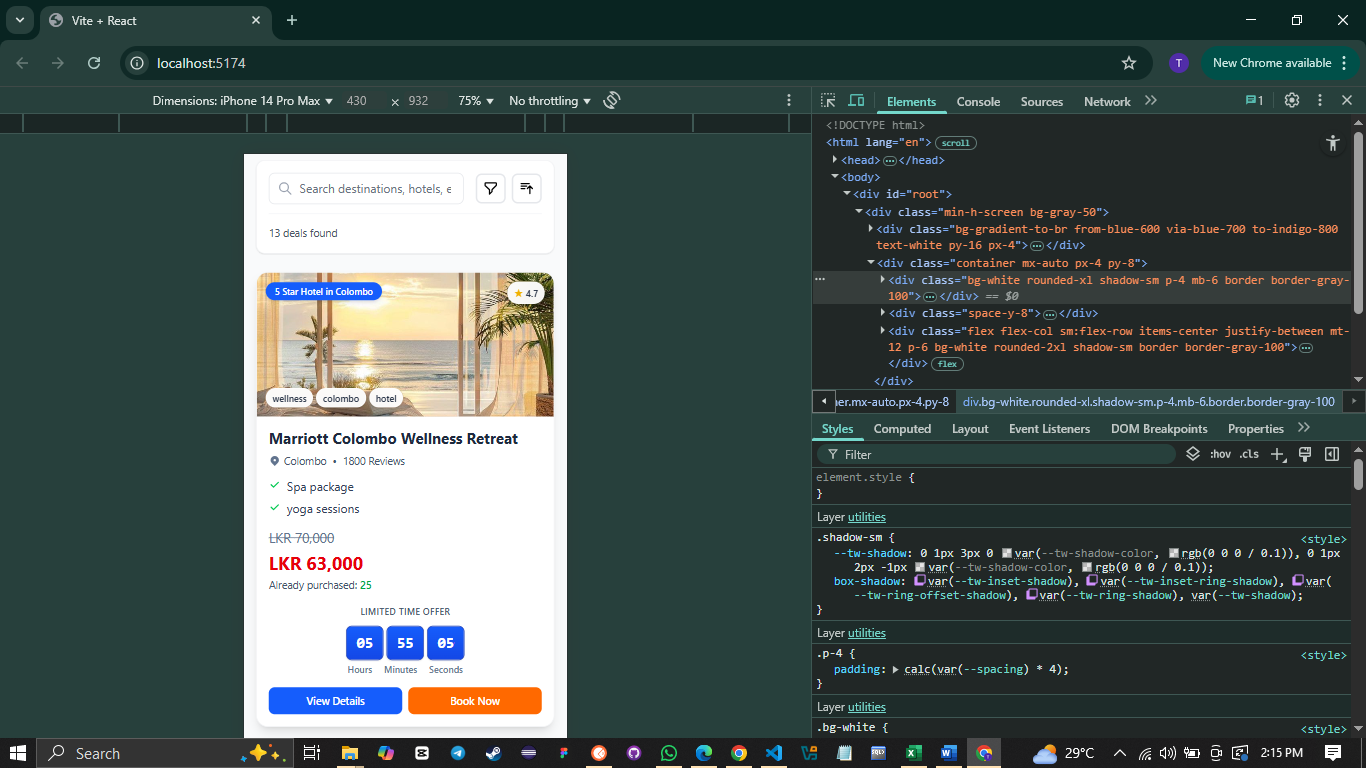 Vite + React
localhost:5174
T
New Chrome available
Dimensions: iPhone 14 Pro Max
430
×
932
75%
No throttling
Elements
Console
Sources
Network
1
<!DOCTYPE html>
<html lang="en">
scroll
<head>
</head>
<body>
<div id="root">
<div class="min-h-screen bg-gray-50">
<div class="bg-gradient-to-br from-blue-600 via-blue-700 to-indigo-800
text-white py-16 px-4">
</div>
<div class="container mx-auto px-4 py-8">
<div class="bg-white rounded-xl shadow-sm p-4 mb-6 border border-gray-
100">
</div> == $0
<div class="space-y-8">
</div>
<div class="flex flex-col sm:flex-row items-center justify-between mt-
12 p-6 bg-white rounded-2xl shadow-sm border border-gray-100">
</div>
flex
</div>
ner.mx-auto.px-4.py-8
div.bg-white.rounded-xl.shadow-sm.p-4.mb-6.border.border-gray-100
Styles
Computed
Layout
Event Listeners
DOM Breakpoints
Properties
Filter
:hov
.cls
element.style {
}
Layer utilities
.shadow-sm {
<style>
--tw-shadow: 0 1px 3px 0 var(--tw-shadow-color, rgb(0 0 0 / 0.1)), 0 1px
2px -1px var(--tw-shadow-color, rgb(0 0 0 / 0.1));
box-shadow: var(--tw-inset-shadow), var(--tw-inset-ring-shadow), var(
--tw-ring-offset-shadow), var(--tw-ring-shadow), var(--tw-shadow);
}
Layer utilities
.p-4 {
<style>
padding: calc(var(--spacing) * 4);
}
Layer utilities
.bg-white {
<style>
Search destinations, hotels, e
13 deals found
5 Star Hotel in Colombo
4.7
wellness
colombo
hotel
Marriott Colombo Wellness Retreat
Colombo • 1800 Reviews
Spa package
yoga sessions
LKR 70,000
LKR 63,000
Already purchased: 25
LIMITED TIME OFFER
05
55
05
Hours
Minutes
Seconds
View Details
Book Now
Search
29°C
2:15 PM